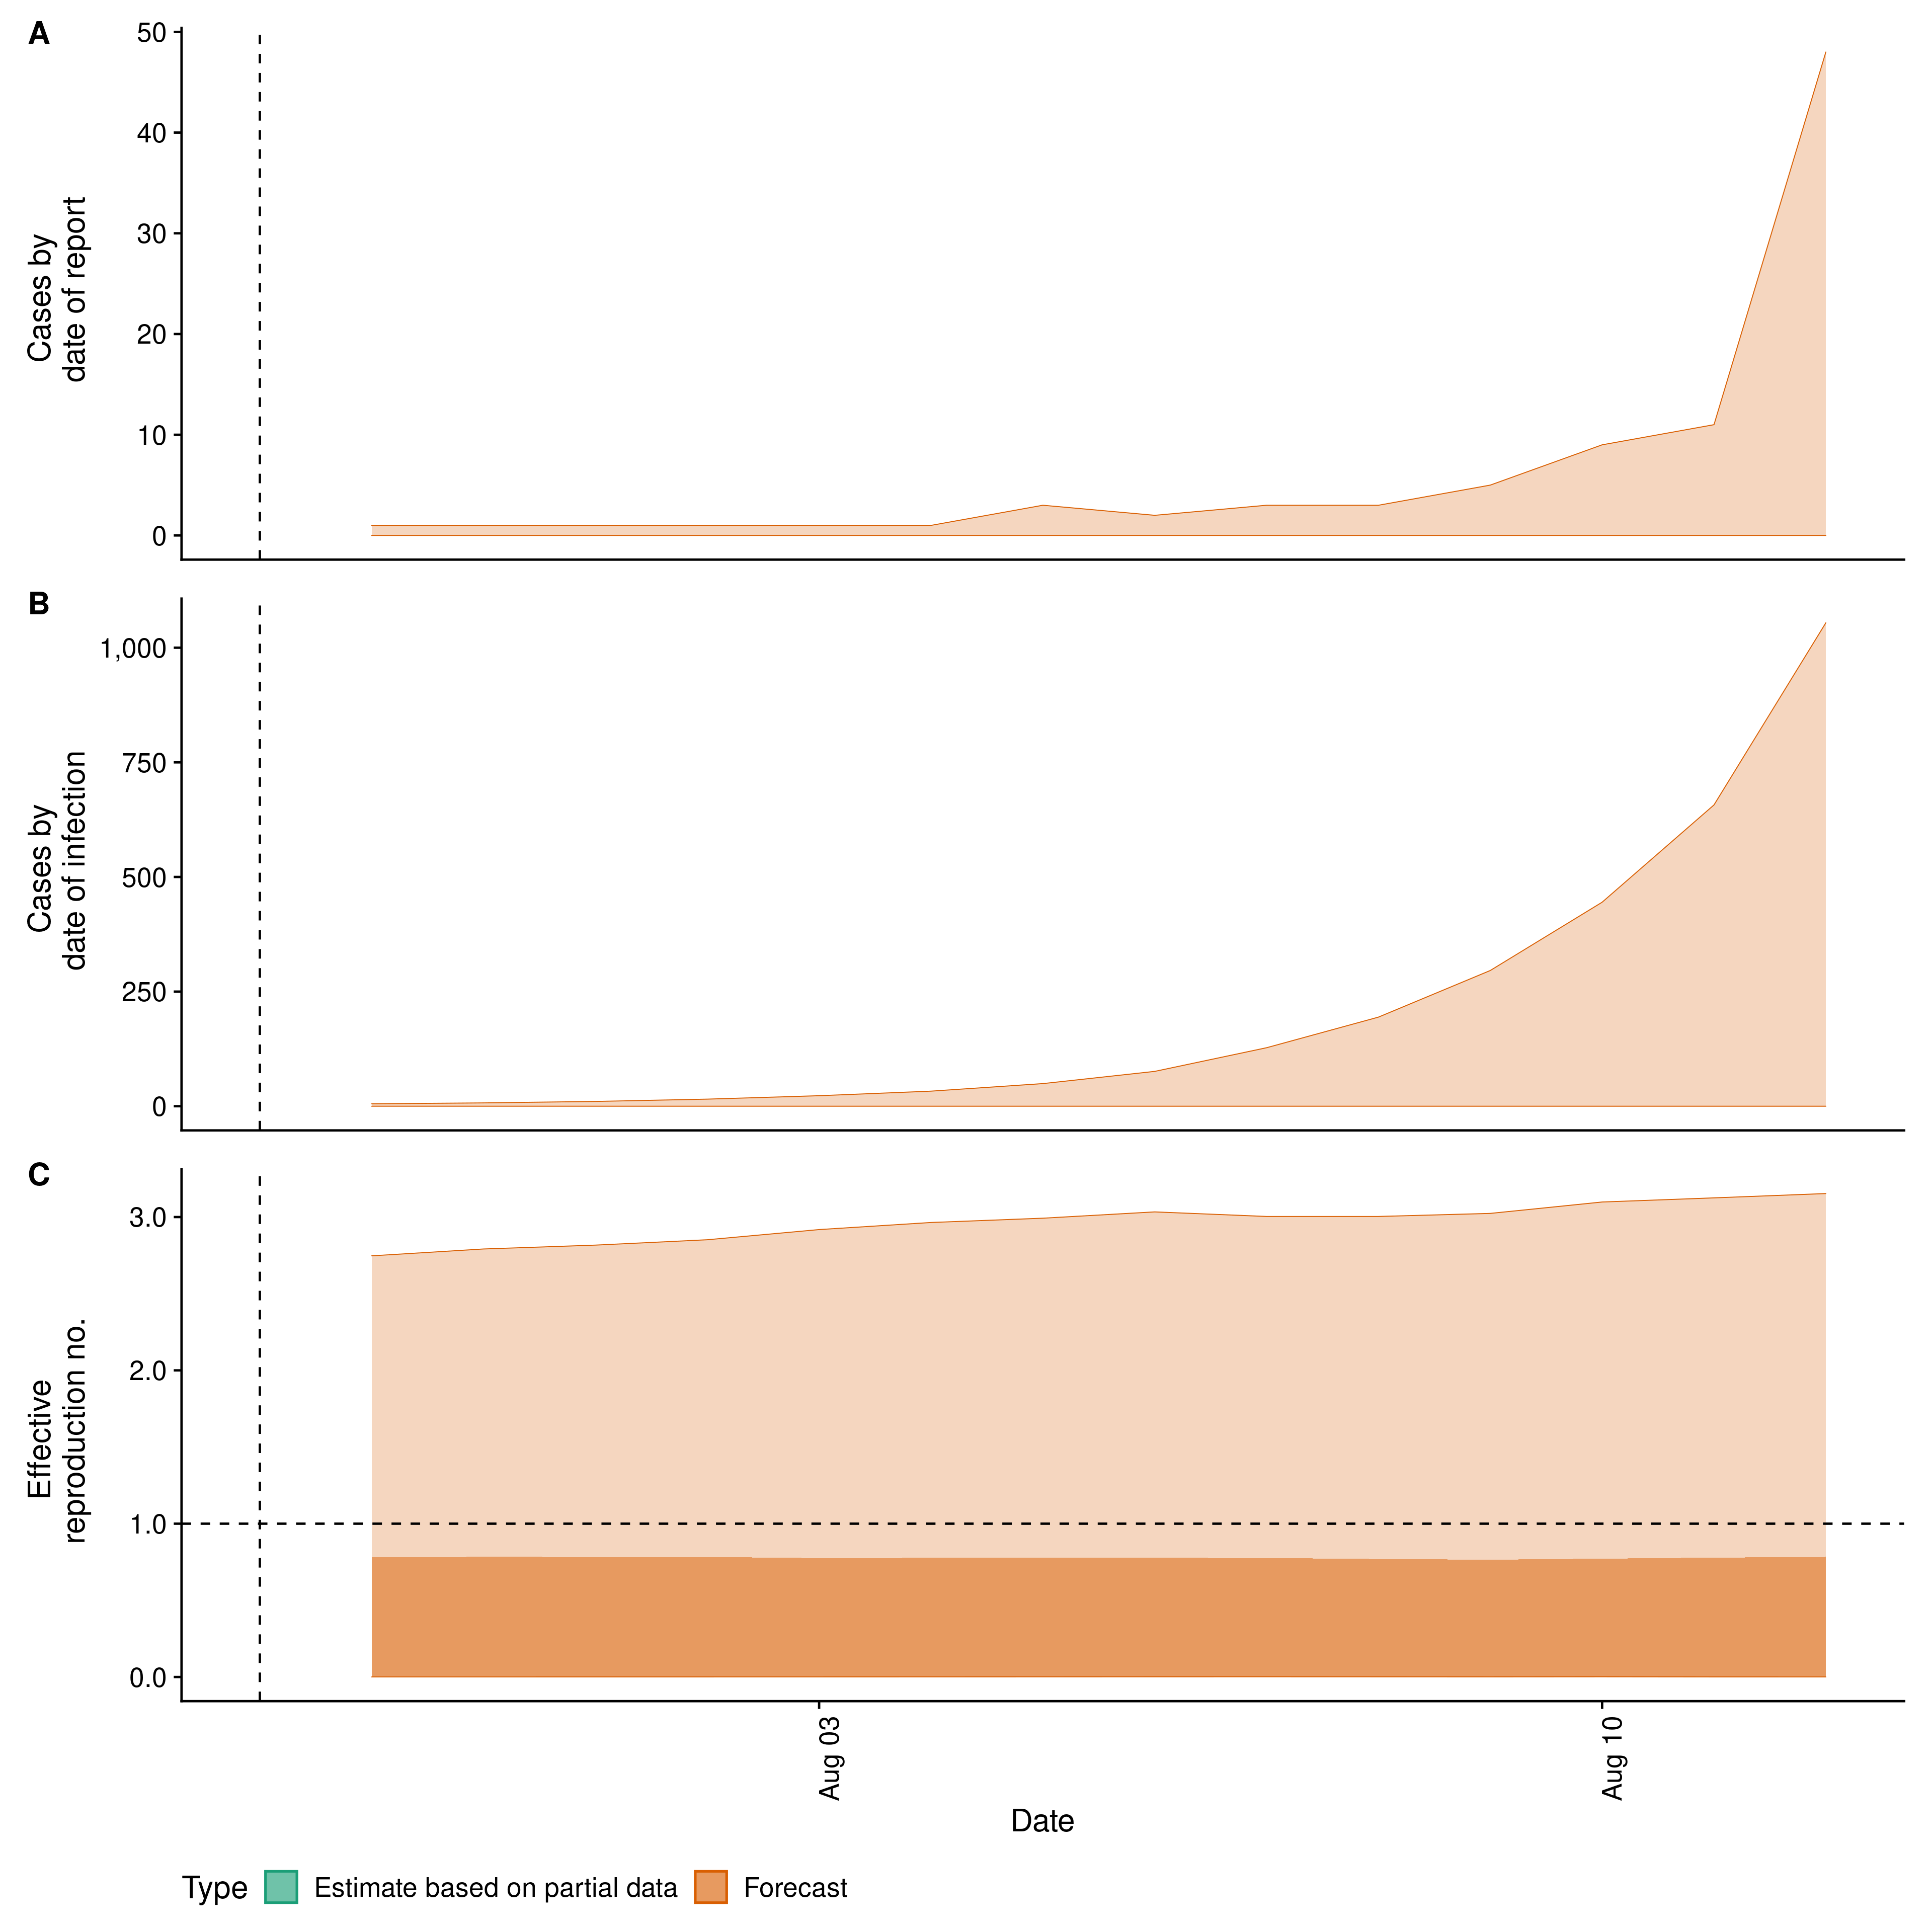 A
50
40
30
20
10
0
Cases by
date of report
B
1,000
750
500
250
0
Cases by
date of infection
C
3.0
2.0
1.0
0.0
Effective
reproduction no.
Aug 03
Aug 10
Date
Type
Estimate based on partial data
Forecast